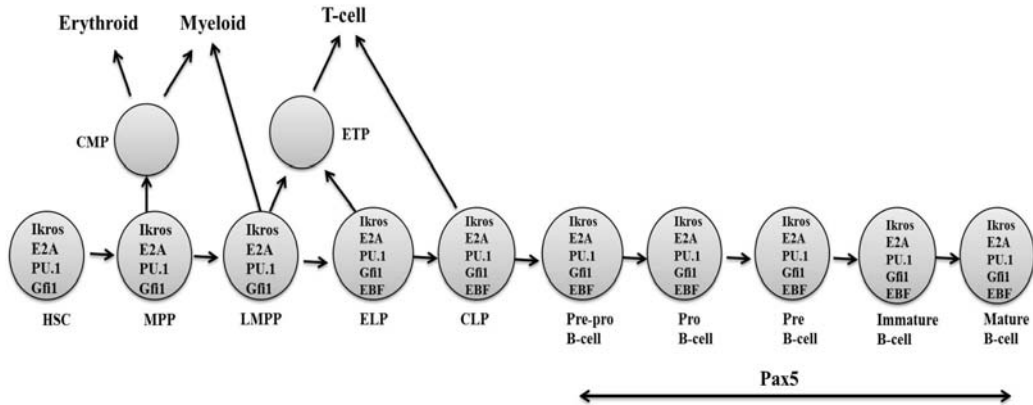 Erythroid
Myeloid
T-cell
CMP
ETP
Ikros
E2A
PU.1
Gfi1
HSC
Ikros
E2A
PU.1
Gfi1
MPP
Ikros
E2A
PU.1
Gfi1
LMPP
Ikros
E2A
PU.1
Gfi1
EBF
ELP
Ikros
E2A
PU.1
Gfi1
EBF
CLP
Ikros
E2A
PU.1
Gfi1
EBF
Pre-pro
B-cell
Ikros
E2A
PU.1
Gfi1
EBF
Pro
B-cell
Ikros
E2A
PU.1
Gfi1
EBF
Pre
B-cell
Ikros
E2A
PU.1
Gfi1
EBF
Immature
B-cell
Ikros
E2A
PU.1
Gfi1
EBF
Mature
B-cell
Pax5